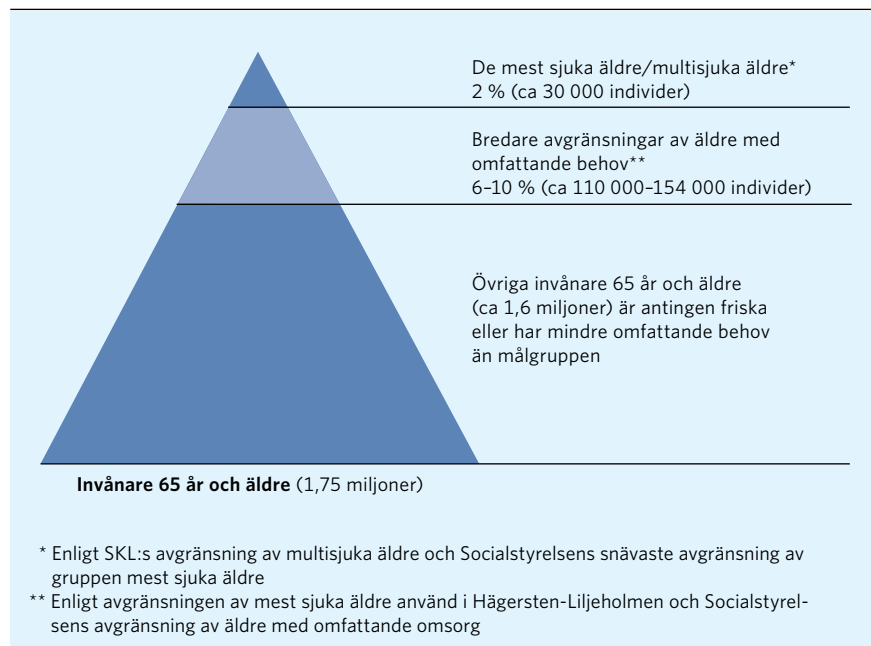 De mest sjuka äldre/multisjuka äldre*
2 % (ca 30 000 individer)
Bredare avgränsningar av äldre med
omfattande behov**
6–10 % (ca 110 000–154 000 individer)
Övriga invånare 65 år och äldre
(ca 1,6 miljoner) är antingen friska
eller har mindre omfattande behov
än målgruppen
Invånare 65 år och äldre (1,75 miljoner)
* Enligt SKL:s avgränsning av multisjuka äldre och Socialstyrelsens snävaste avgränsning av
gruppen mest sjuka äldre
** Enligt avgränsningen av mest sjuka äldre använd i Hägersten-Liljeholmen och Socialstyrel-
sens avgränsning av äldre med omfattande omsorg